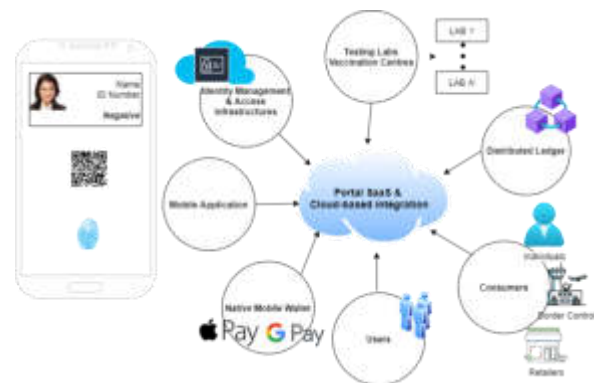 Name
ID Number
Negative
Identity Management
& Access
Infrastructures
Testing Labs
Vaccination Centres
LAB 1
LAB N
Distributed Ledger
Mobile Application
Portal SaaS &
Cloud-based Integration
Native Mobile Wallet
Pay G Pay
Users
Consumers
Individuals
Border Control
Retailers